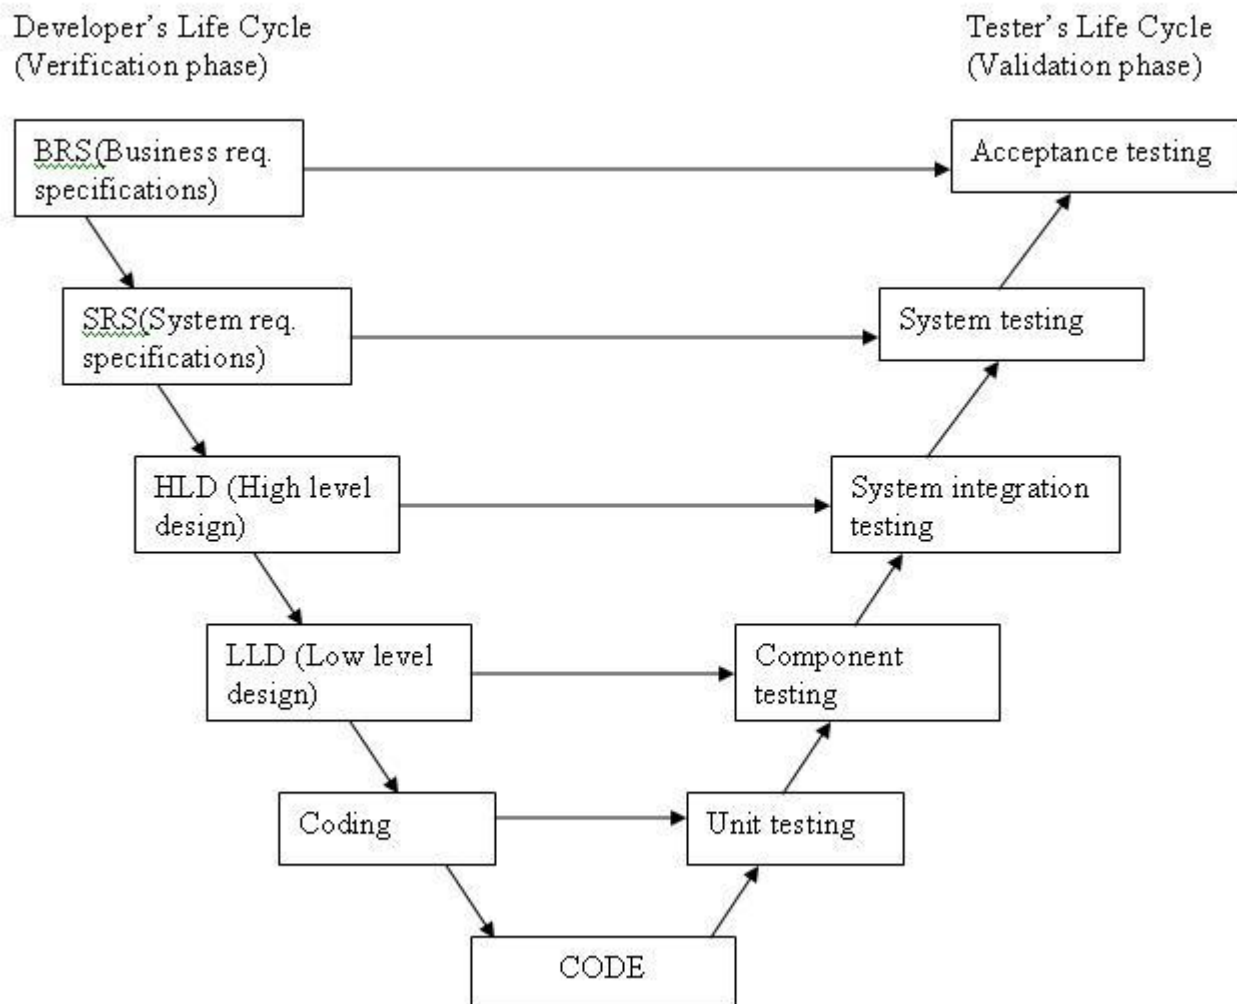 Developer's Life Cycle
(Verification phase)
Tester's Life Cycle
(Validation phase)
BRS(Business req.
specifications)
Acceptance testing
SRS(System req.
specifications)
System testing
HLD (High level
design)
System integration
testing
LLD (Low level
design)
Component
testing
Coding
Unit testing
CODE